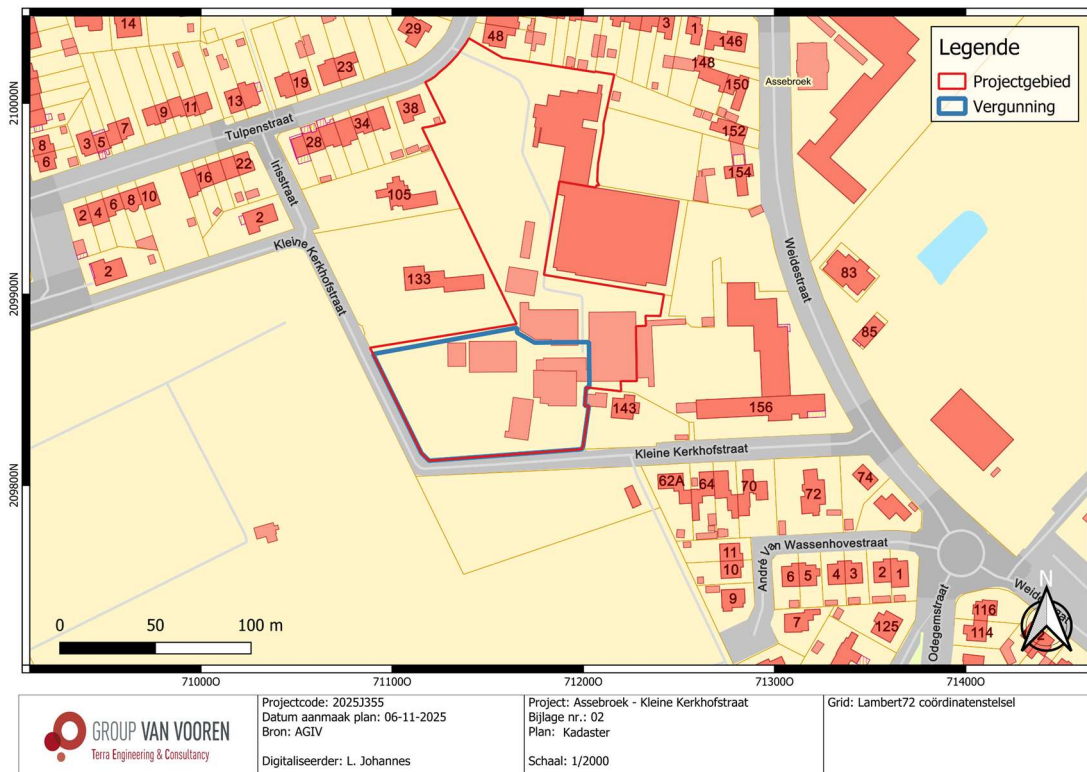 Legende
Projectgebied
Vergunning
14
29
48
3
1
146
148
150
152
154
Assebroek
23
19
13
11
9
7
5
3
8
6
38
34
28
Tulpenstraat
Irisstraat
22
16
10
8
6
4
2
2
2
105
133
Kleine Kerkhofstraat
Weidestraat
83
85
143
156
Kleine Kerkhofstraat
62A
64
70
72
74
André Van Wassenhovestraat
11
10
9
6
5
4
3
2
1
7
125
Odegemstraat
116
114
N
210000N
209900N
209800N
0
50
100 m
71000O
71100O
71200O
71300O
71400O
GROUP VAN VOOREN
Terra Engineering & Consultancy
Projectcode: 2025J355
Datum aanmaak plan: 06-11-2025
Bron: AGIV
Digitaliseerder: L. Johannes
Project: Assebroek - Kleine Kerkhofstraat
Bijlage nr.: 02
Plan: Kadaster
Schaal: 1/2000
Grid: Lambert72 coördinatenstelsel